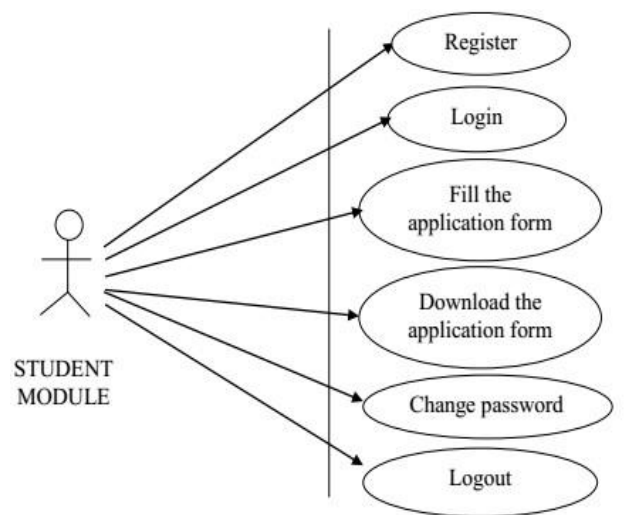 Register
Login
Fill the
application form
Download the
application form
STUDENT
MODULE
Change password
Logout